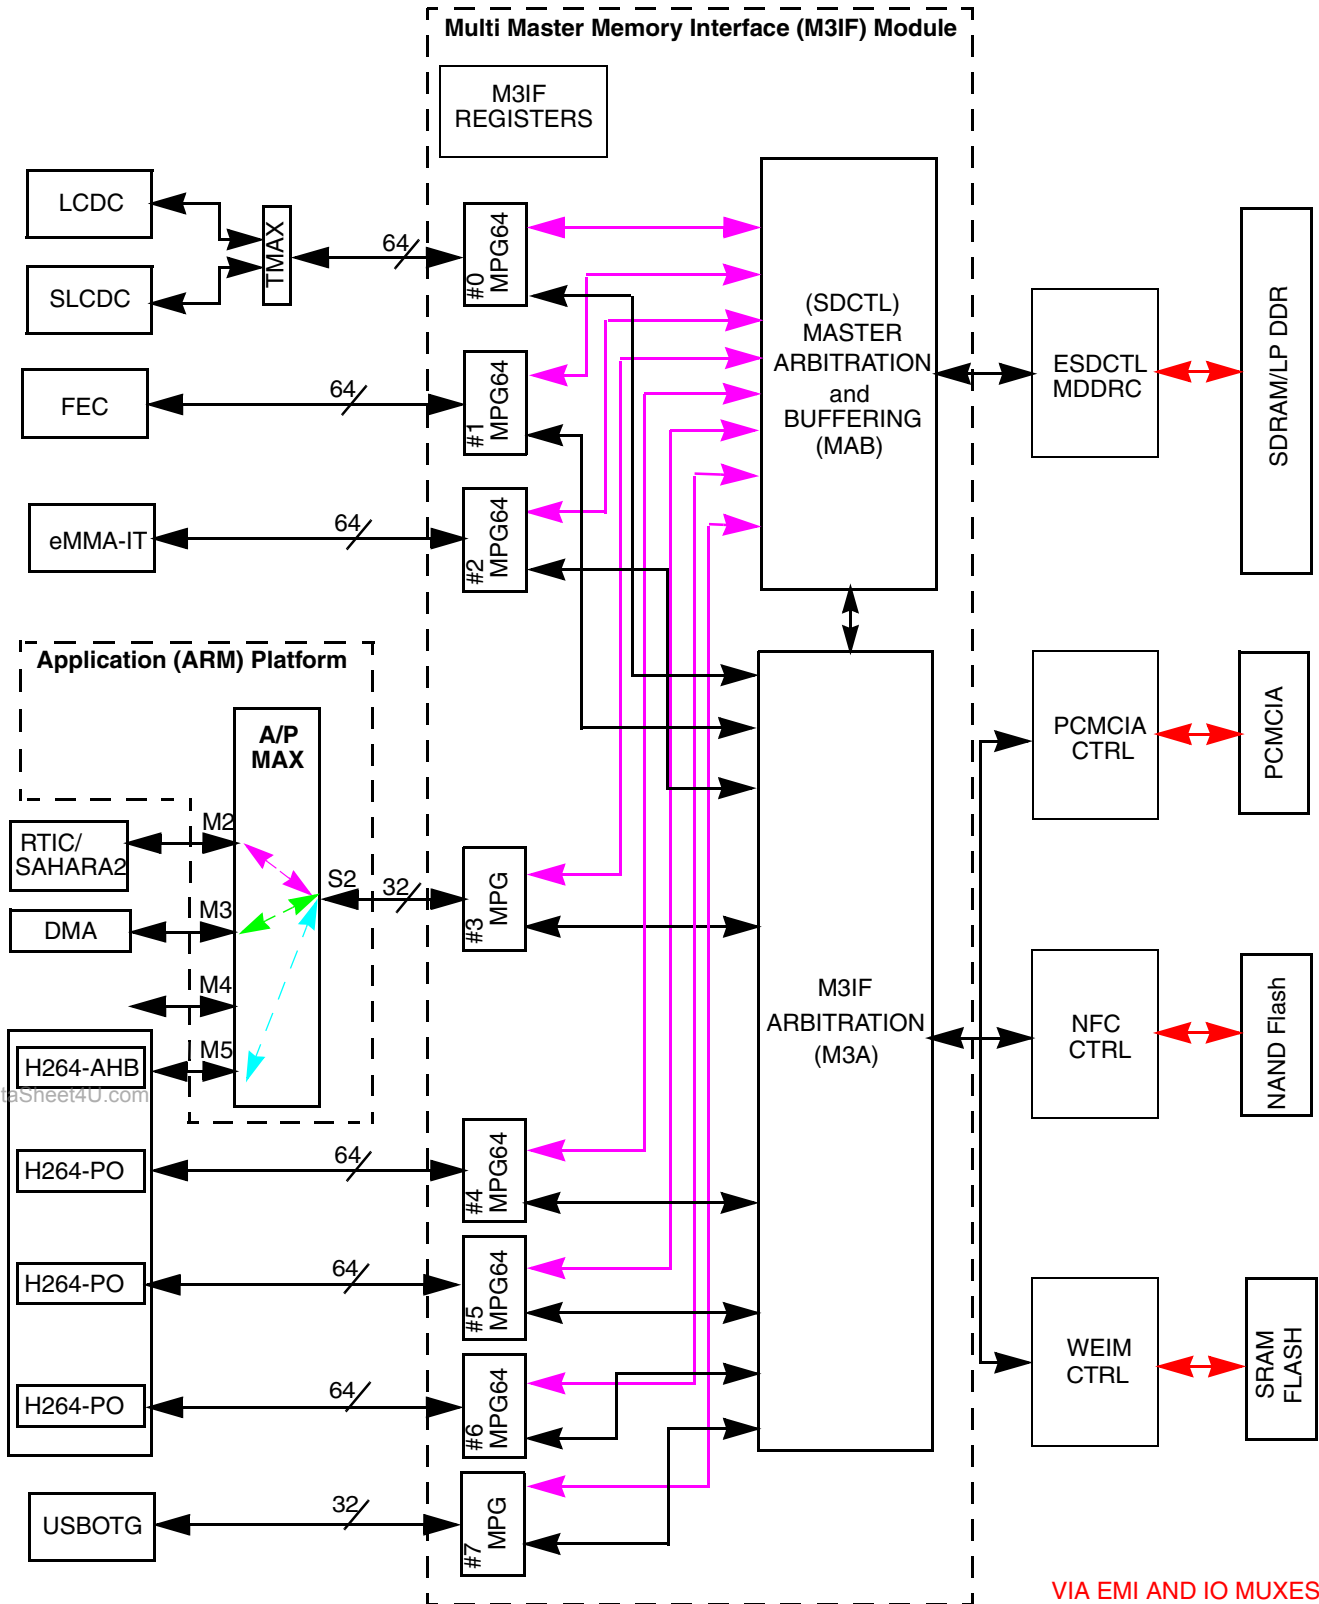 Multi Master Memory Interface (M3IF) Module
M3IF
REGISTERS
LCDC
SLCDC
TMAX
64
#0
MPG64
FEC
64
#1
MPG64
eMMA-IT
64
#2
MPG64
(SDCTL)
MASTER
ARBITRATION
and
BUFFERING
(MAB)
ESDCTL
MDDRC
SDRAM/LP DDR
Application (ARM) Platform
A/P
MAX
RTIC/
SAHARA2
M2
DMA
M3
M4
H264-AHB
M5
S2
32
#3
MPG
M3IF
ARBITRATION
(M3A)
PCMCIA
CTRL
PCMCIA
NFC
CTRL
NAND Flash
taSheet4U.com
H264-PO
64
#4
MPG64
H264-PO
64
#5
MPG64
H264-PO
64
#6
MPG64
WEIM
CTRL
SRAM
FLASH
USBOTG
32
#7
MPG
VIA EMI AND IO MUXES